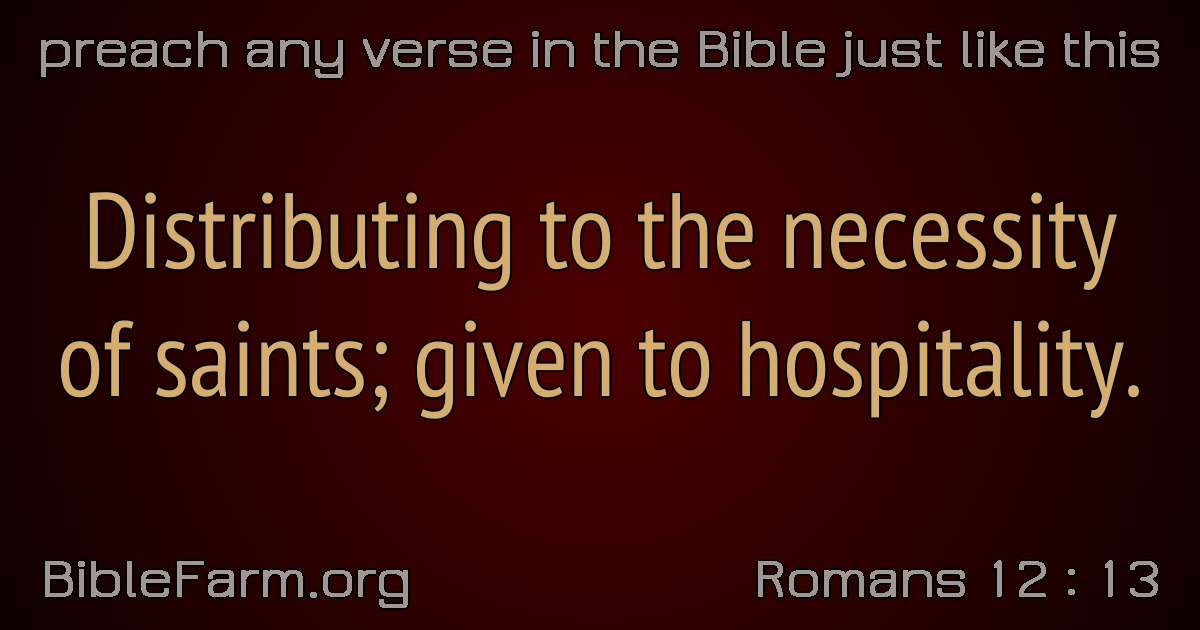 preach any verse in the Bible just like this
Distributing to the necessity
of saints; given to hospitality.
BibleFarm.org
Romans 12 : 13